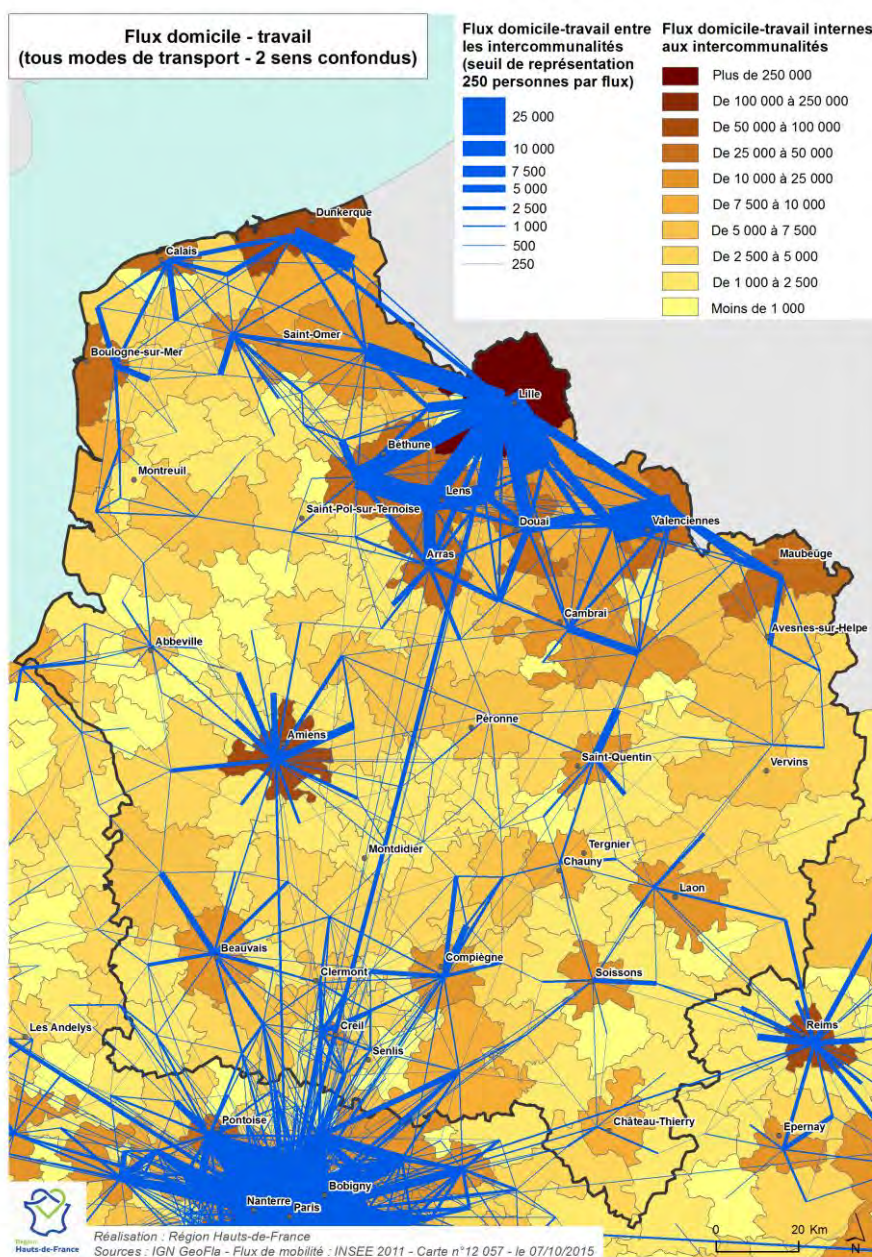 Flux domicile - travail
(tous modes de transport - 2 sens confondus)
Flux domicile-travail entre
les intercommunalités
(seuil de représentation
250 personnes par flux)
25 000
10 000
7 500
5 000
2 500
1 000
500
250
Flux domicile-travail internes
aux intercommunalités
Plus de 250 000
De 100 000 à 250 000
De 50 000 à 100 000
De 25 000 à 50 000
De 10 000 à 25 000
De 7 500 à 10 000
De 5 000 à 7 500
De 2 500 à 5 000
De 1 000 à 2 500
Moins de 1 000
Dunkerque
Calais
Saint-Omer
Boulogne-sur-Mer
Lille
Béthune
Montreuil
Lens
Saint-Pol-sur-Ternoise
Douai
Valenciennes
Arras
Maubeuge
Cambrai
Avesnes-sur-Helpe
Abbeville
Péronne
Amiens
Saint-Quentin
Vervins
Montdidier
Tergnier
Chauny
Laon
Beauvais
Compiègne
Clermont
Soissons
Les Andelys
Creil
Reims
Senlis
Pontoise
Château-Thierry
Epernay
Bobigny
Nanterre
Paris
0 20 Km
N
Région
Hauts-de-France
Réalisation : Région Hauts-de-France
Sources : IGN GeoFla - Flux de mobilité : INSEE 2011 - Carte n°12 057 - le 07/10/2015